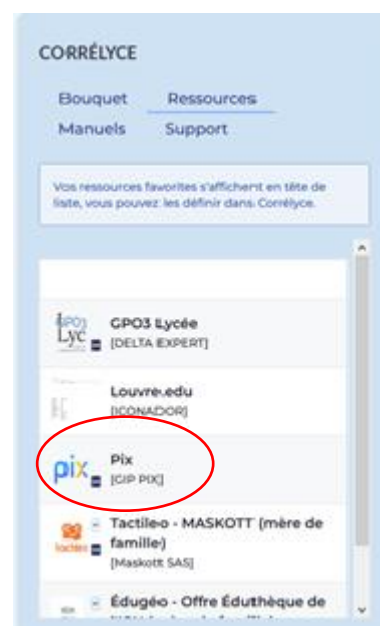 CORRÉLYCE
Bouquet Ressources
Manuels Support
Vos ressources favorites s'affichent en tête de
liste, vous pouvez les définir dans Corrélyce.
GPO3
Lyc
GPO3 Lycée
[DELTA EXPERT]
Louvre.edu
[ICONADOR]
pix
Pix
[GIP PIX]
Tactileo - MASKOTT (mère de
famille)
[Maskott SAS]
Édugéo - Offre Éduthèque de